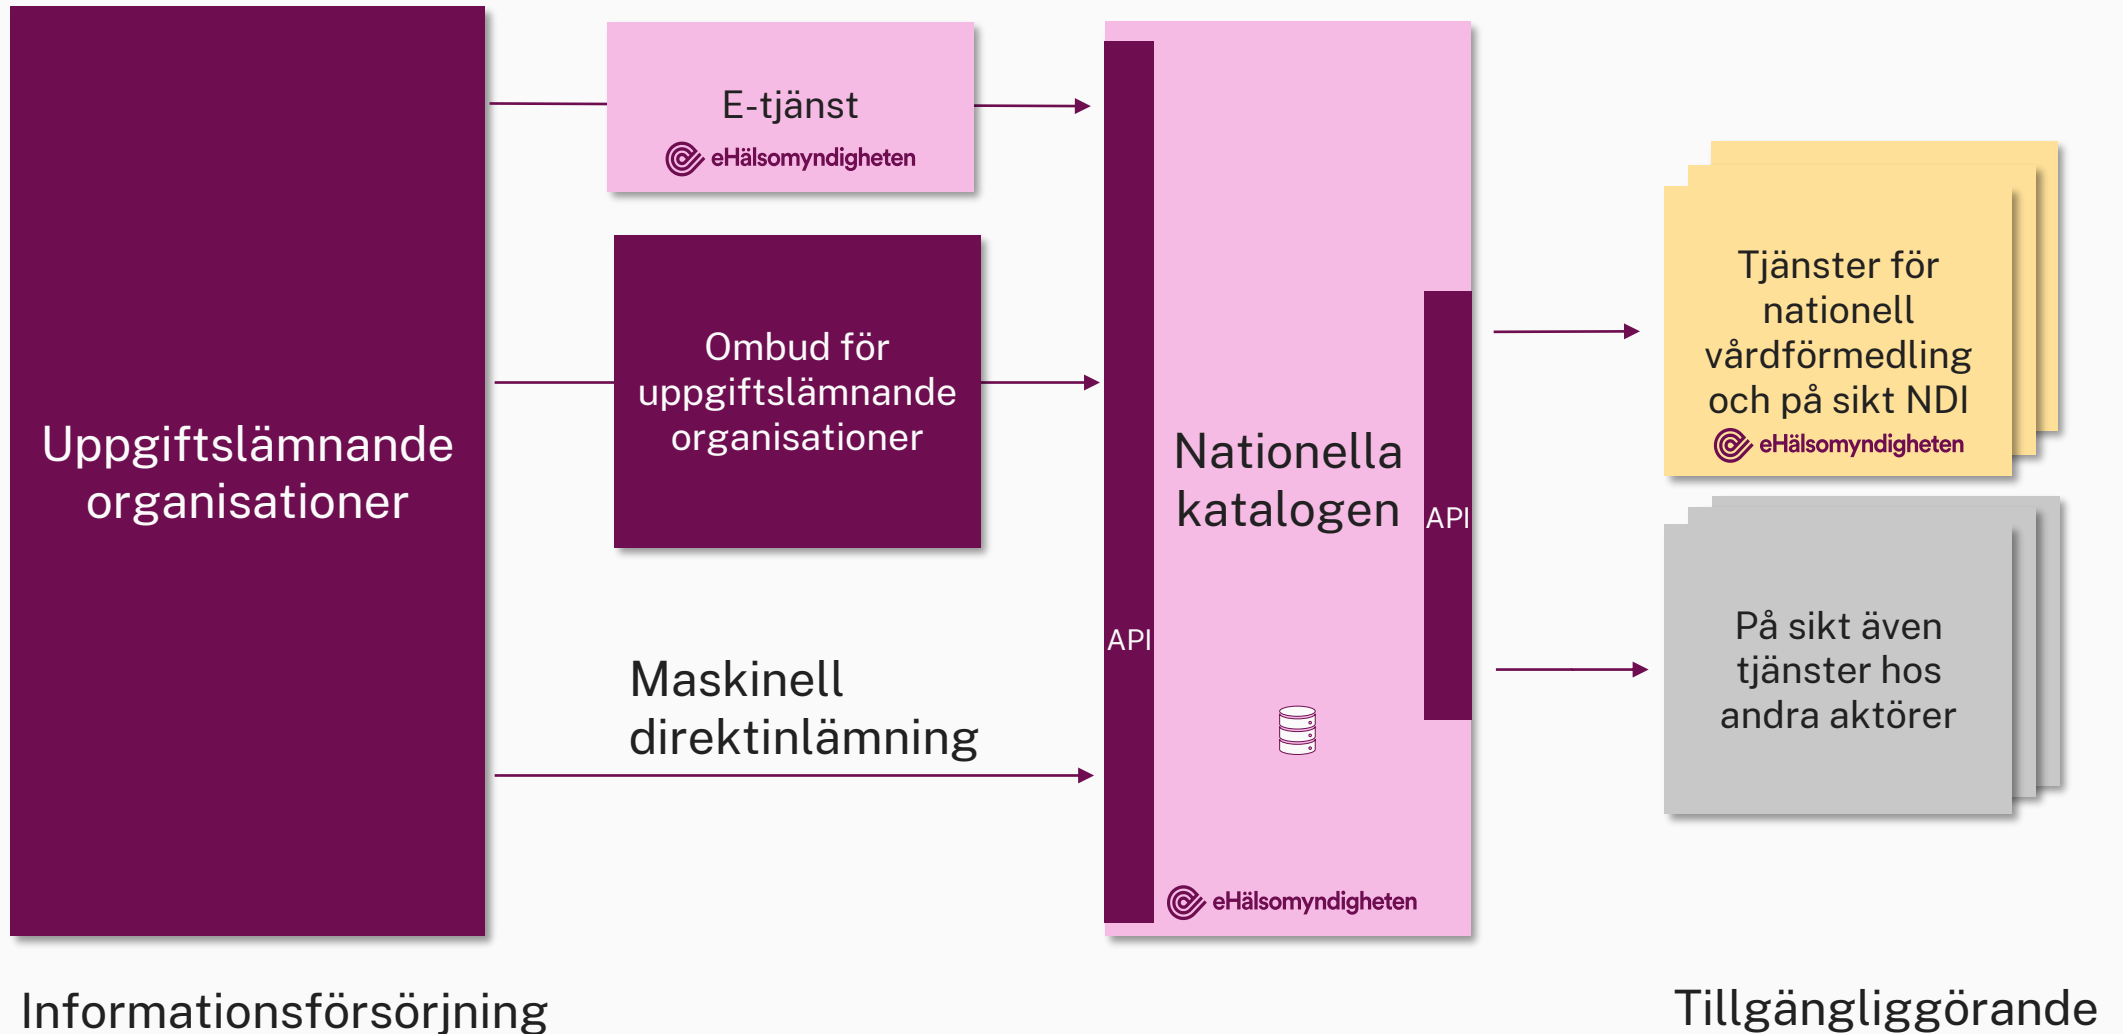 Uppgiftslämnande
organisationer
E-tjänst
eHälsomyndigheten
Ombud för
uppgiftslämnande
organisationer
Maskinell
direktinlämning
API
Nationella
katalogen
API
eHälsomyndigheten
Tjänster för
nationell
vårdförmedling
och på sikt NDI
eHälsomyndigheten
På sikt även
tjänster hos
andra aktörer
Informationsförsörjning
Tillgängliggörande